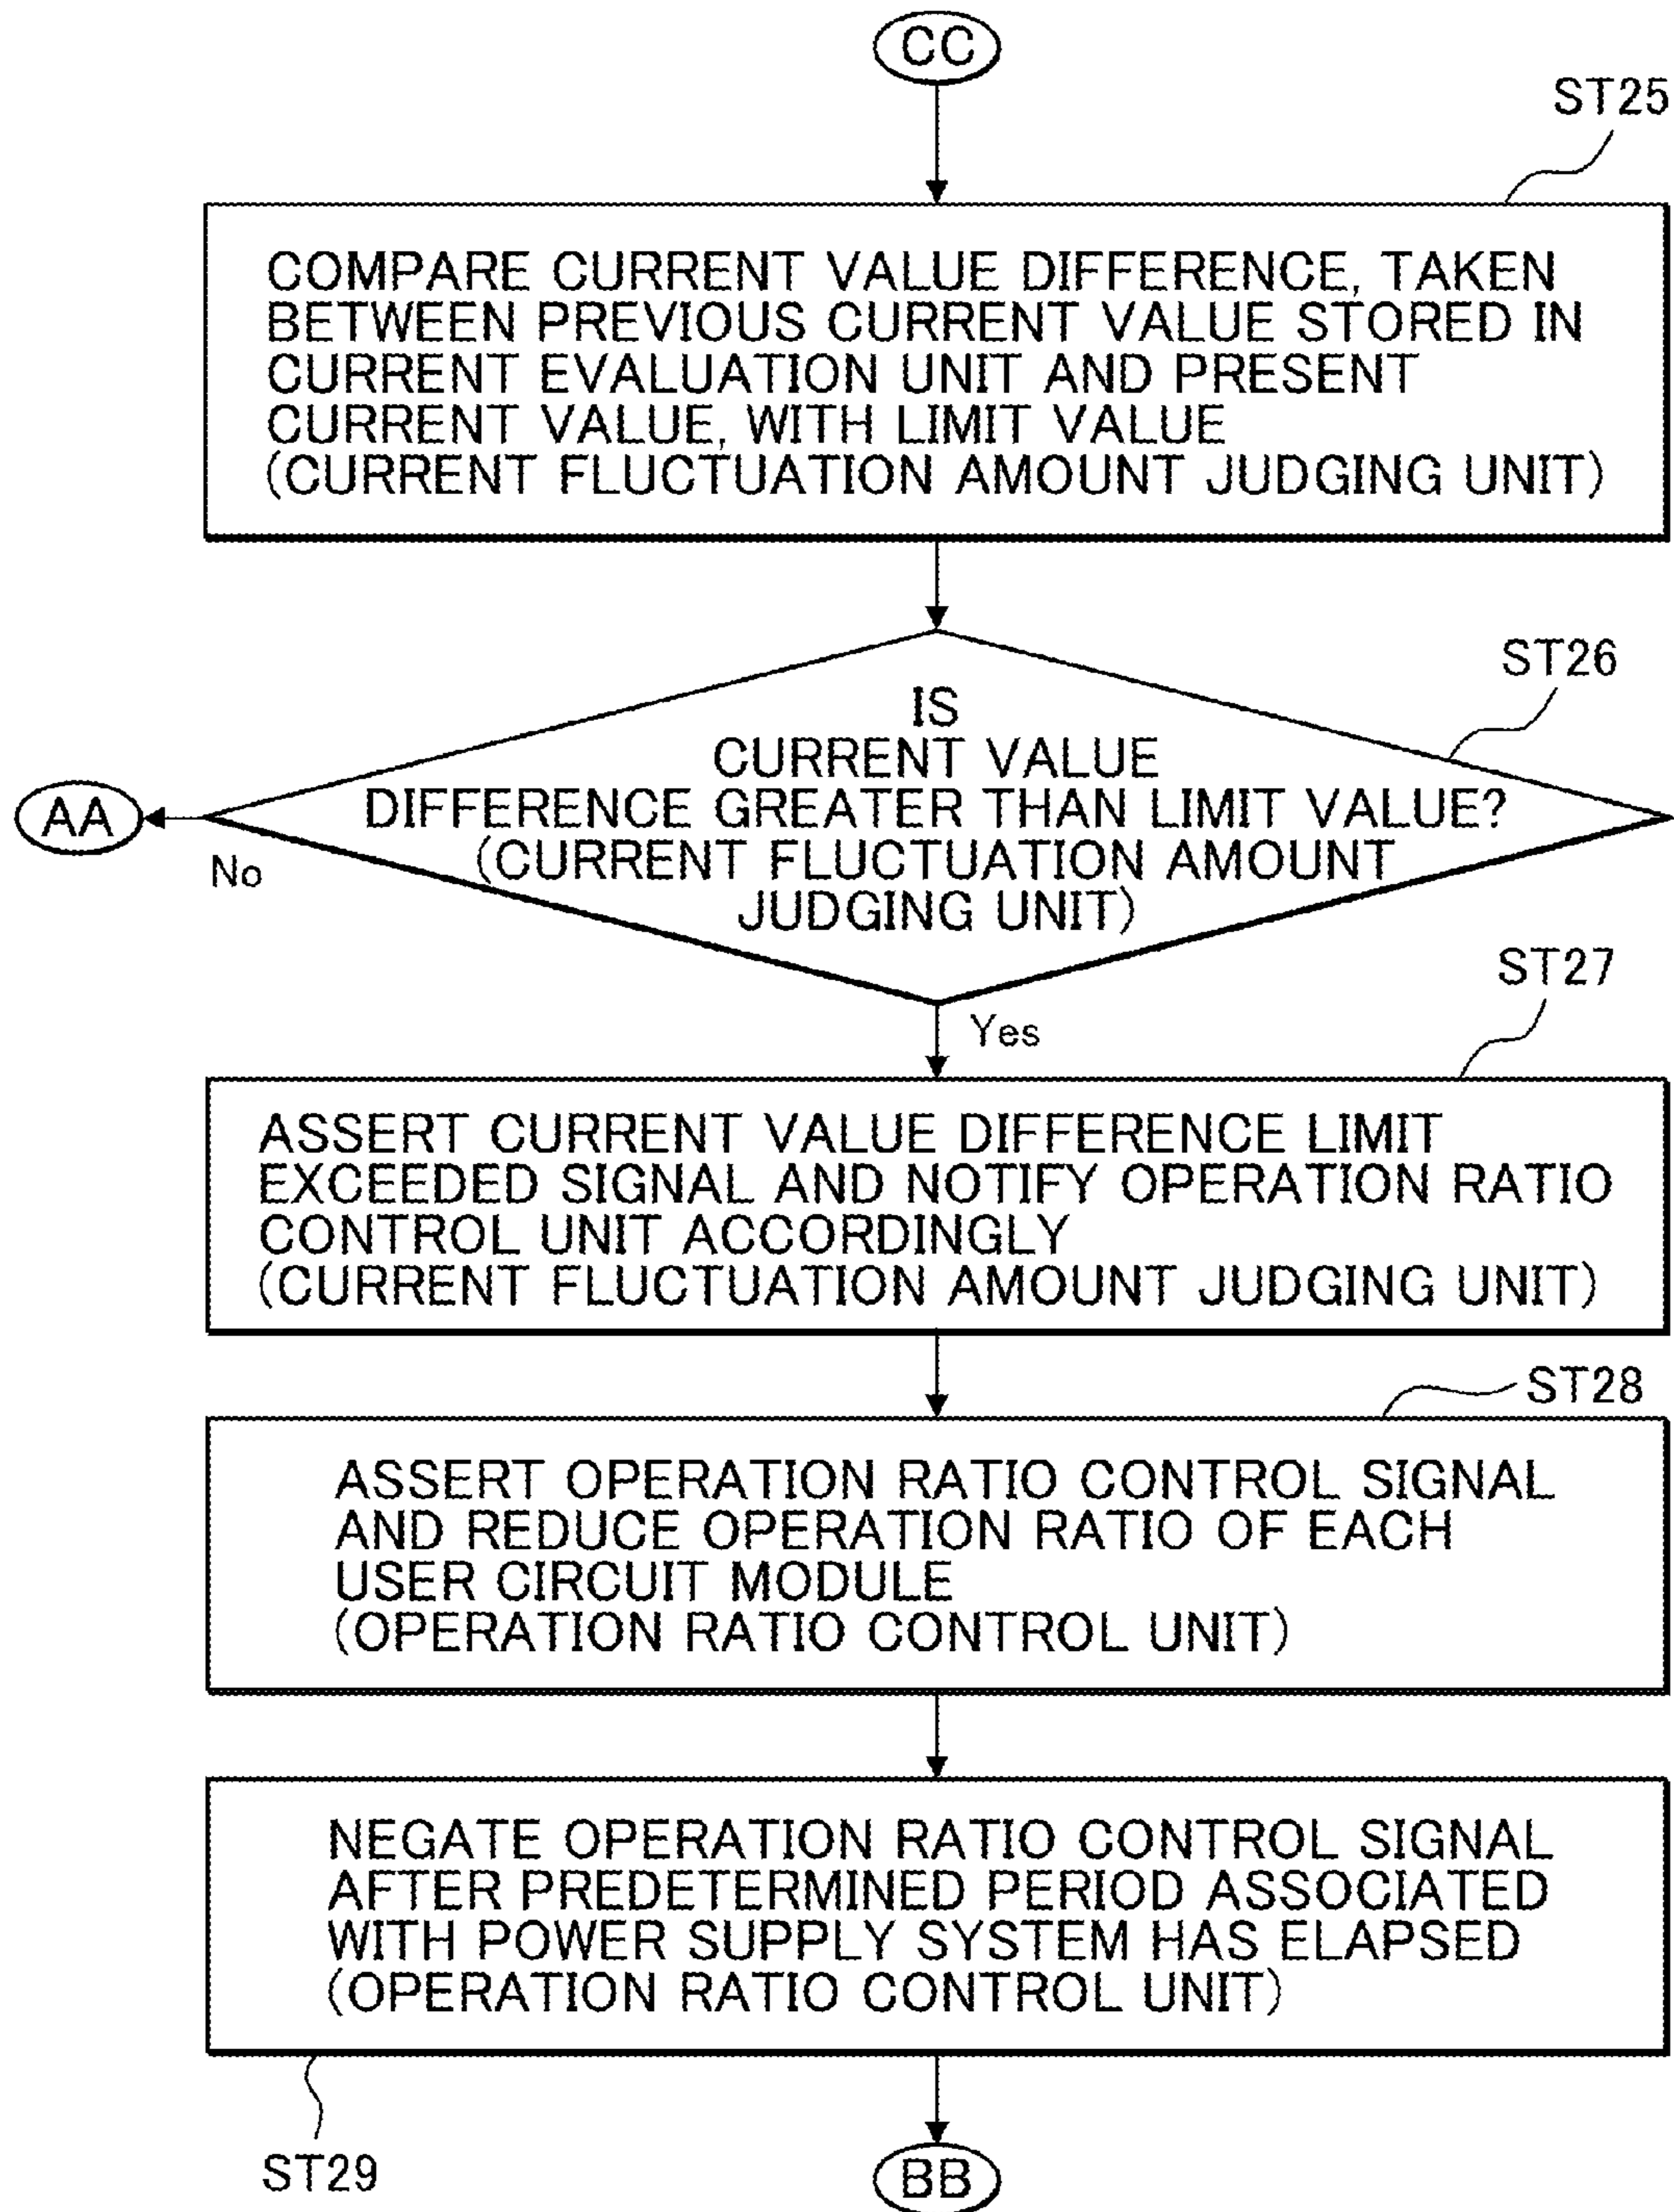 CC
ST25
COMPARE CURRENT VALUE DIFFERENCE, TAKEN
BETWEEN PREVIOUS CURRENT VALUE STORED IN
CURRENT EVALUATION UNIT AND PRESENT
CURRENT VALUE, WITH LIMIT VALUE
(CURRENT FLUCTUATION AMOUNT JUDGING UNIT)
ST26
IS
CURRENT VALUE
DIFFERENCE GREATER THAN LIMIT VALUE?
(CURRENT FLUCTUATION AMOUNT
JUDGING UNIT)
AA
No
Yes
ST27
ASSERT CURRENT VALUE DIFFERENCE LIMIT
EXCEEDED SIGNAL AND NOTIFY OPERATION RATIO
CONTROL UNIT ACCORDINGLY
(CURRENT FLUCTUATION AMOUNT JUDGING UNIT)
ST28
ASSERT OPERATION RATIO CONTROL SIGNAL
AND REDUCE OPERATION RATIO OF EACH
USER CIRCUIT MODULE
(OPERATION RATIO CONTROL UNIT)
NEGATE OPERATION RATIO CONTROL SIGNAL
AFTER PREDETERMINED PERIOD ASSOCIATED
WITH POWER SUPPLY SYSTEM HAS ELAPSED
(OPERATION RATIO CONTROL UNIT)
ST29
BB